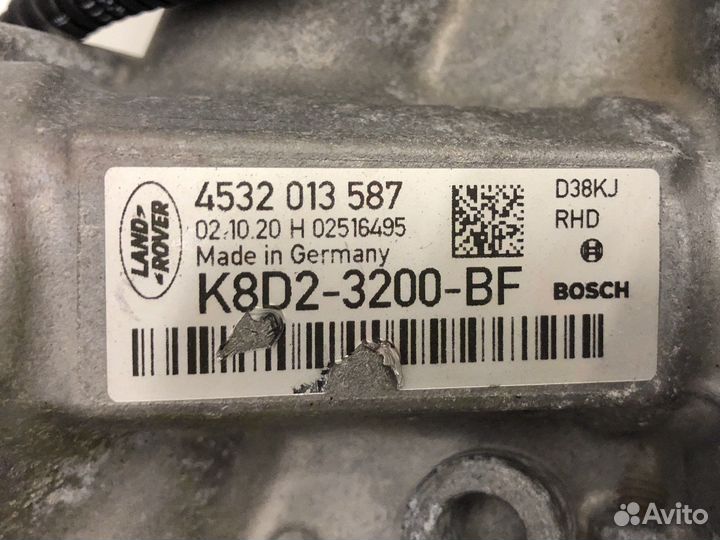 LAND
ROVER
4532 013 587
02.10.20 H 02516495
Made in Germany
K8D2-3200-BF
D38KJ
RHD
BOSCH
Avito